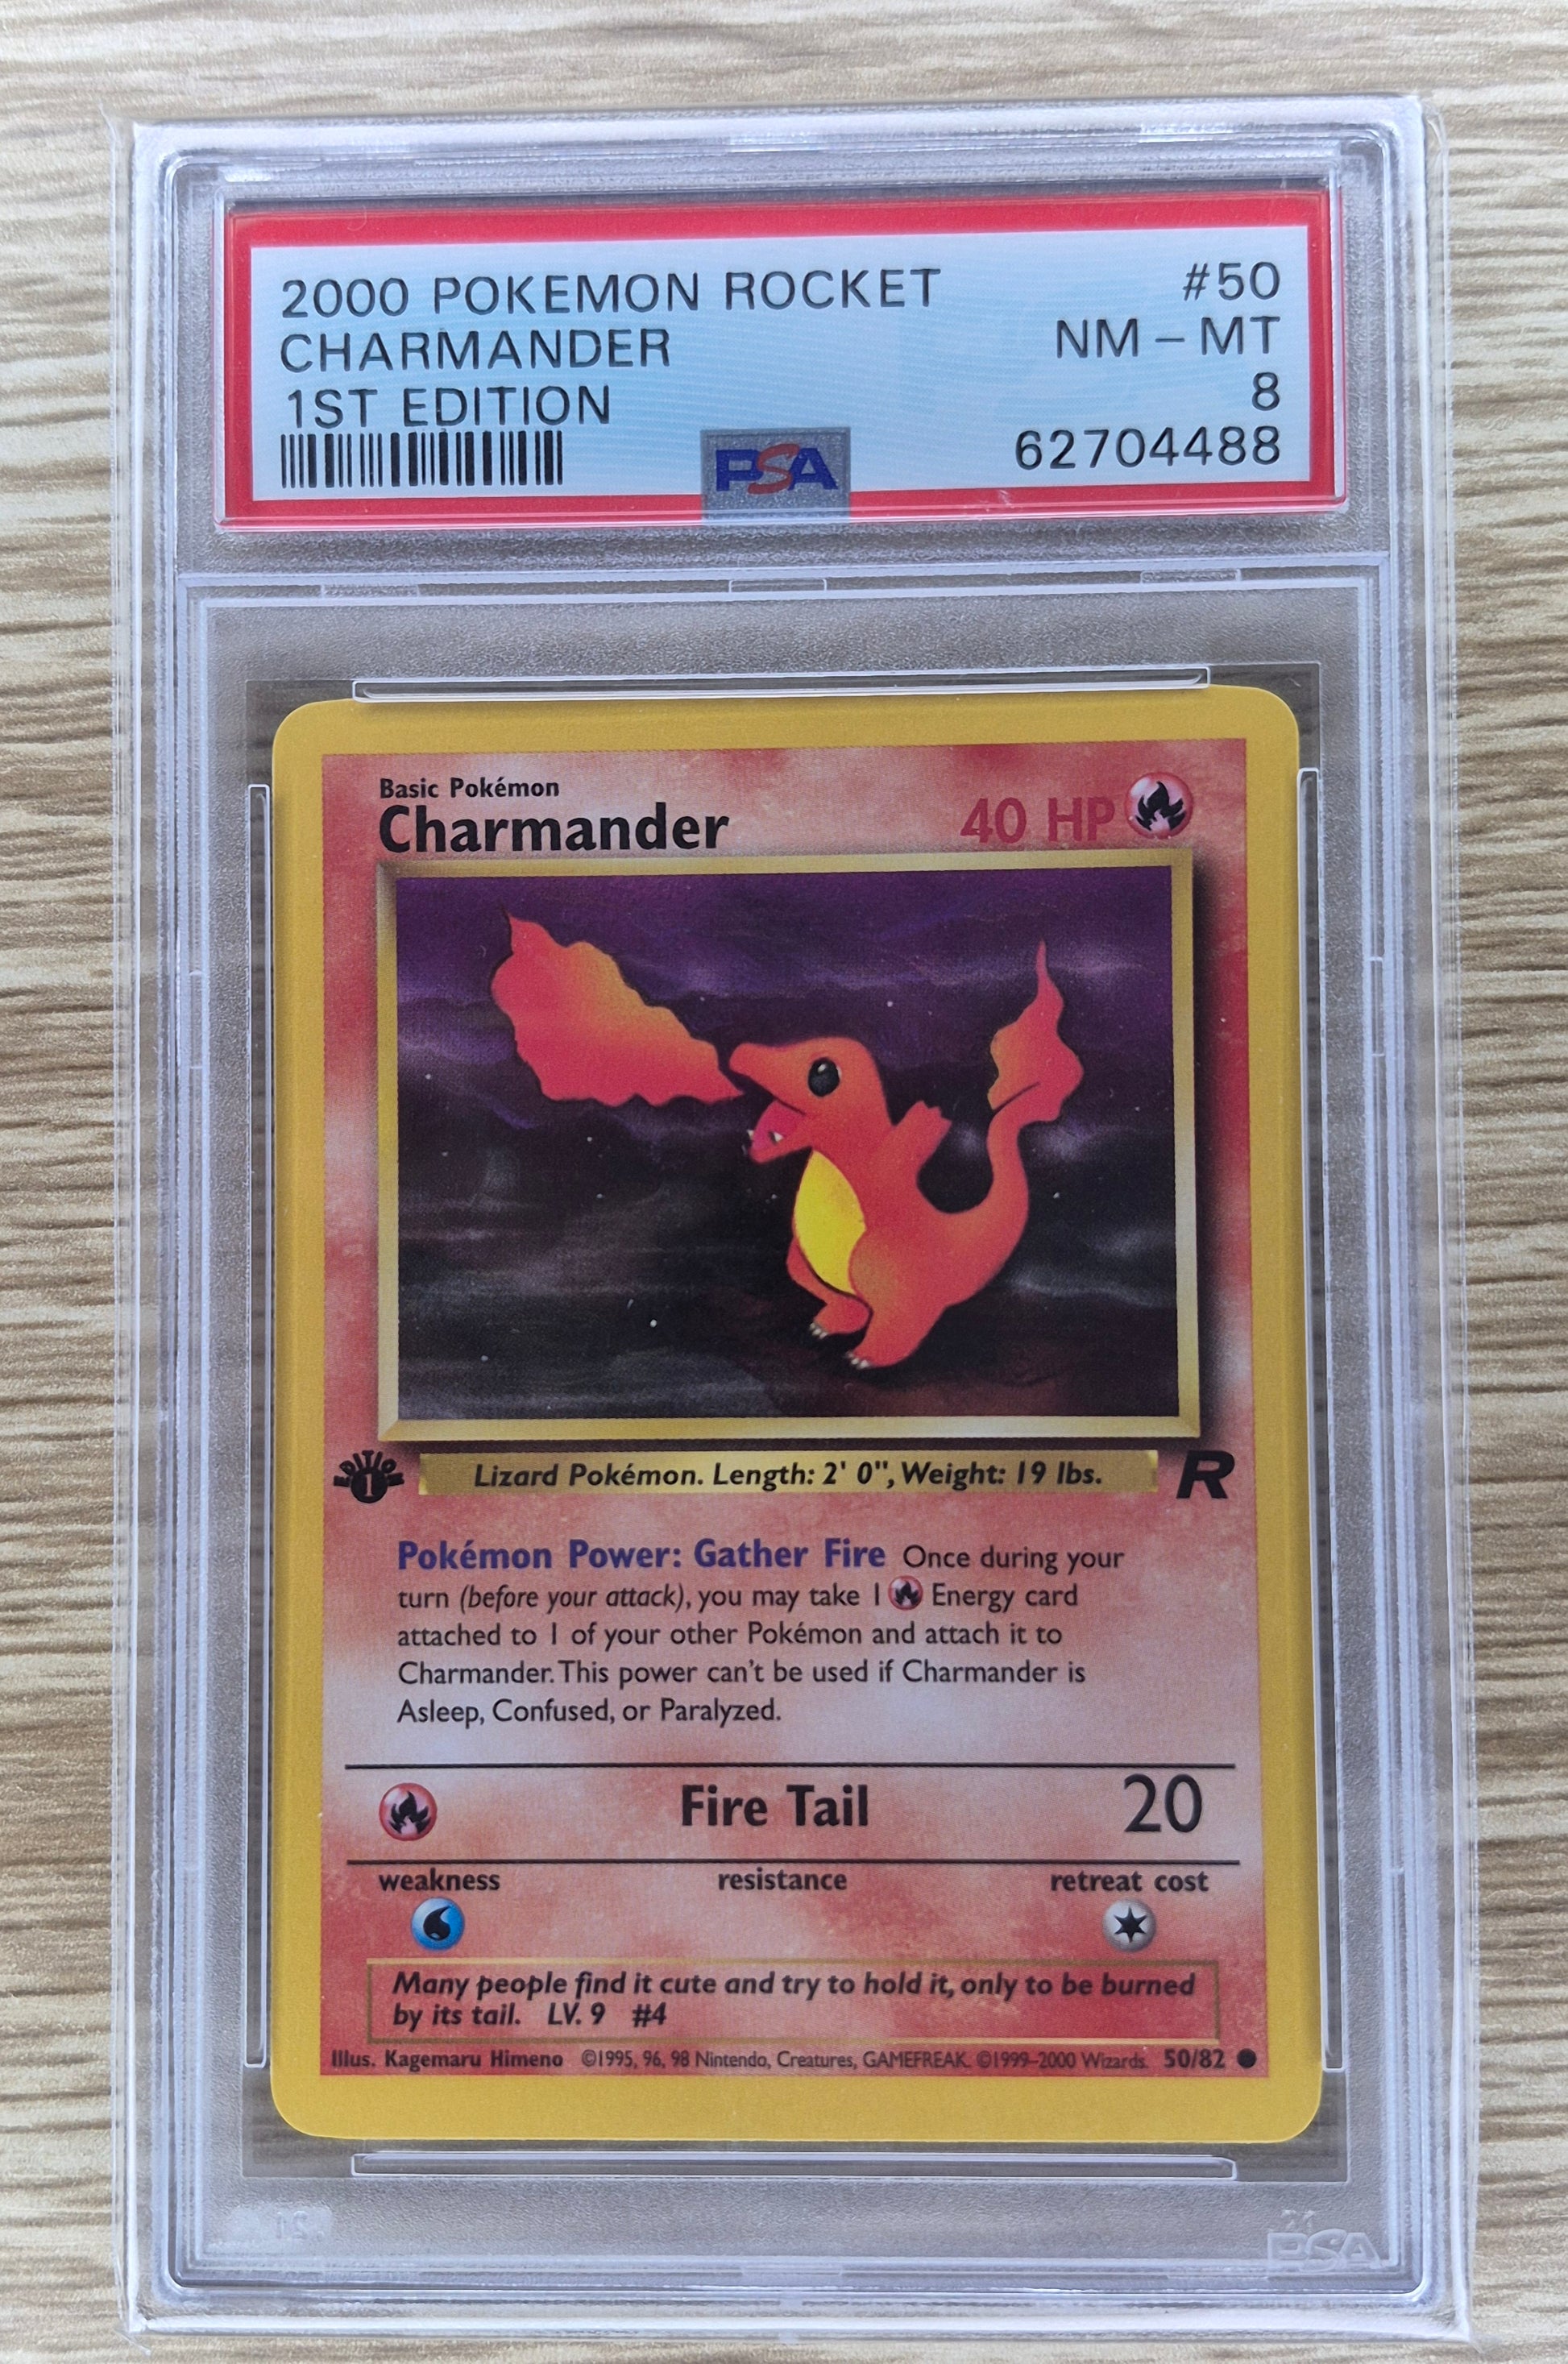 2000 POKEMON ROCKET #50
CHARMANDER NM - MT
1ST EDITION 8
PSA 62704488
Basic Pokémon
Charmander 40 HP
EDITION 1
Lizard Pokémon. Length: 2' 0", Weight: 19 lbs.
R
Pokémon Power: Gather Fire Once during your
turn (before your attack), you may take 1 Energy card
attached to 1 of your other Pokémon and attach it to
Charmander. This power can't be used if Charmander is
Asleep, Confused, or Paralyzed.
Fire Tail 20
weakness resistance retreat cost
Many people find it cute and try to hold it, only to be burned
by its tail. LV. 9 #4
Illus. Kagemaru Himeno ©1995, 96, 98 Nintendo, Creatures, GAMEFREAK. ©1999–2000 Wizards. 50/82
PSA